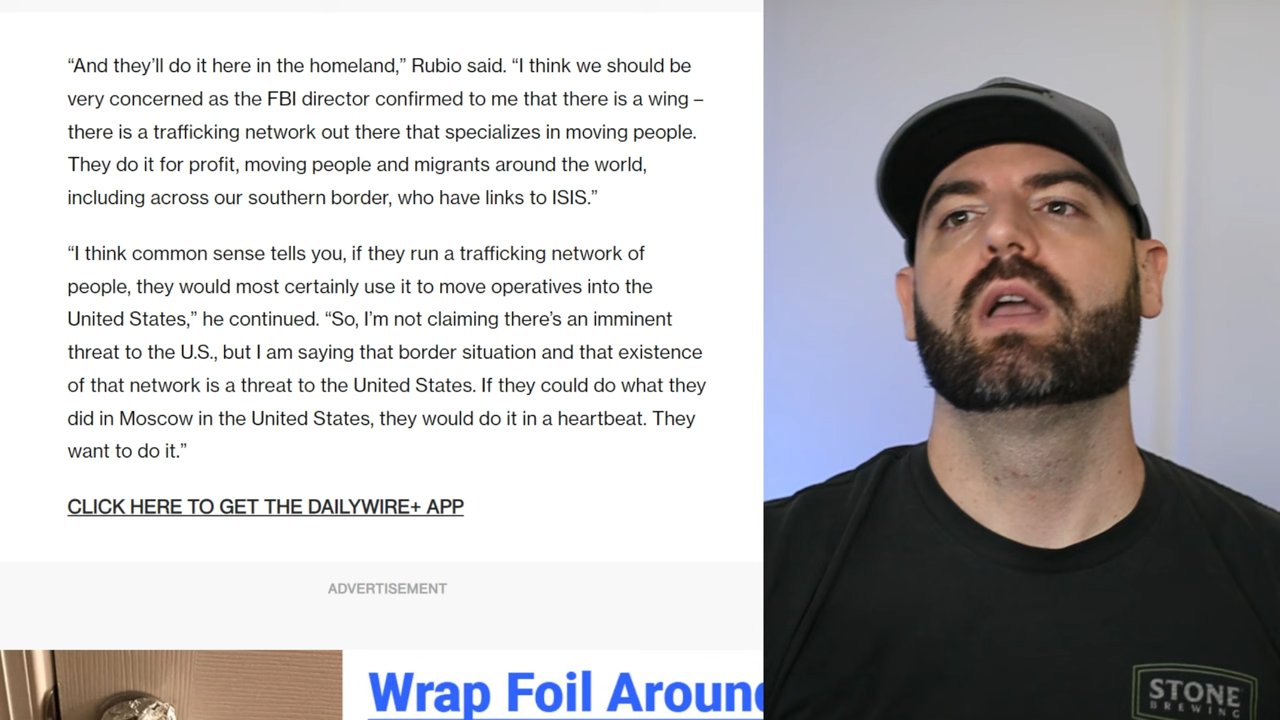 “And they’ll do it here in the homeland,” Rubio said. “I think we should be
very concerned as the FBI director confirmed to me that there is a wing –
there is a trafficking network out there that specializes in moving people.
They do it for profit, moving people and migrants around the world,
including across our southern border, who have links to ISIS.”
“I think common sense tells you, if they run a trafficking network of
people, they would most certainly use it to move operatives into the
United States,” he continued. “So, I’m not claiming there’s an imminent
threat to the U.S., but I am saying that border situation and that existence
of that network is a threat to the United States. If they could do what they
did in Moscow in the United States, they would do it in a heartbeat. They
want to do it.”
CLICK HERE TO GET THE DAILYWIRE+ APP
ADVERTISEMENT
Wrap Foil Around
STONE
BREWING